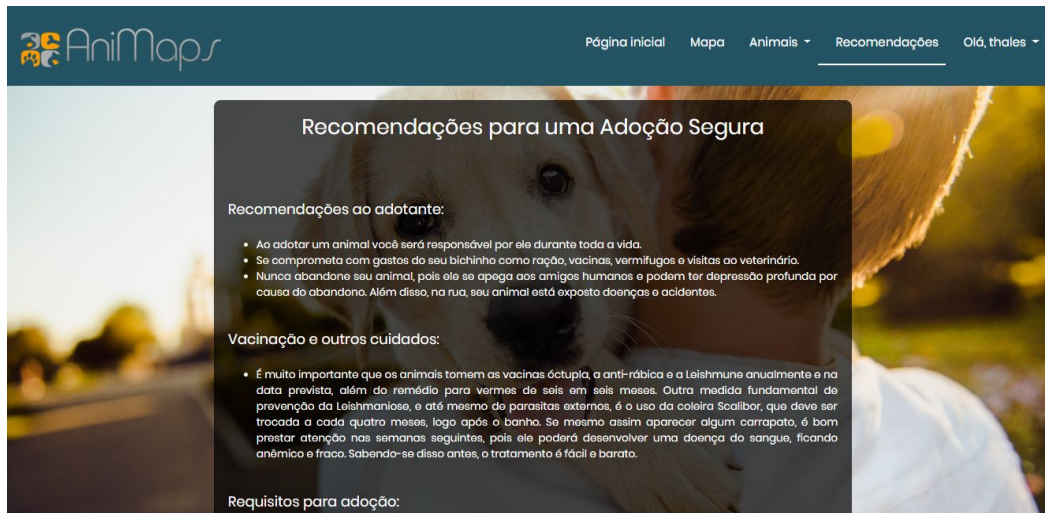 AniMaps
Página inicial Mapa Animais Recomendações Olá, thales
Recomendações para uma Adoção Segura
Recomendações ao adotante:
• Ao adotar um animal você será responsável por ele durante toda a vida.
• Se comprometa com gastos do seu bichinho como ração, vacinas, vermífugos e visitas ao veterinário.
• Nunca abandone seu animal, pois ele se apega aos amigos humanos e podem ter depressão profunda por
causa do abandono. Além disso, na rua, seu animal está exposto doenças e acidentes.
Vacinação e outros cuidados:
• É muito importante que os animais tomem as vacinas óctupla, a anti-rábica e a Leishmune anualmente e na
data prevista, além do remédio para vermes de seis em seis meses. Outra medida fundamental de
prevenção da Leishmaniose, e até mesmo de parasitas externos, é o uso da coleira Scalibor, que deve ser
trocada a cada quatro meses, logo após o banho. Se mesmo assim aparecer algum carrapato, é bom
prestar atenção nas semanas seguintes, pois ele poderá desenvolver uma doença do sangue, ficando
anêmico e fraco. Sabendo-se disso antes, o tratamento é fácil e barato.
Requisitos para adoção: